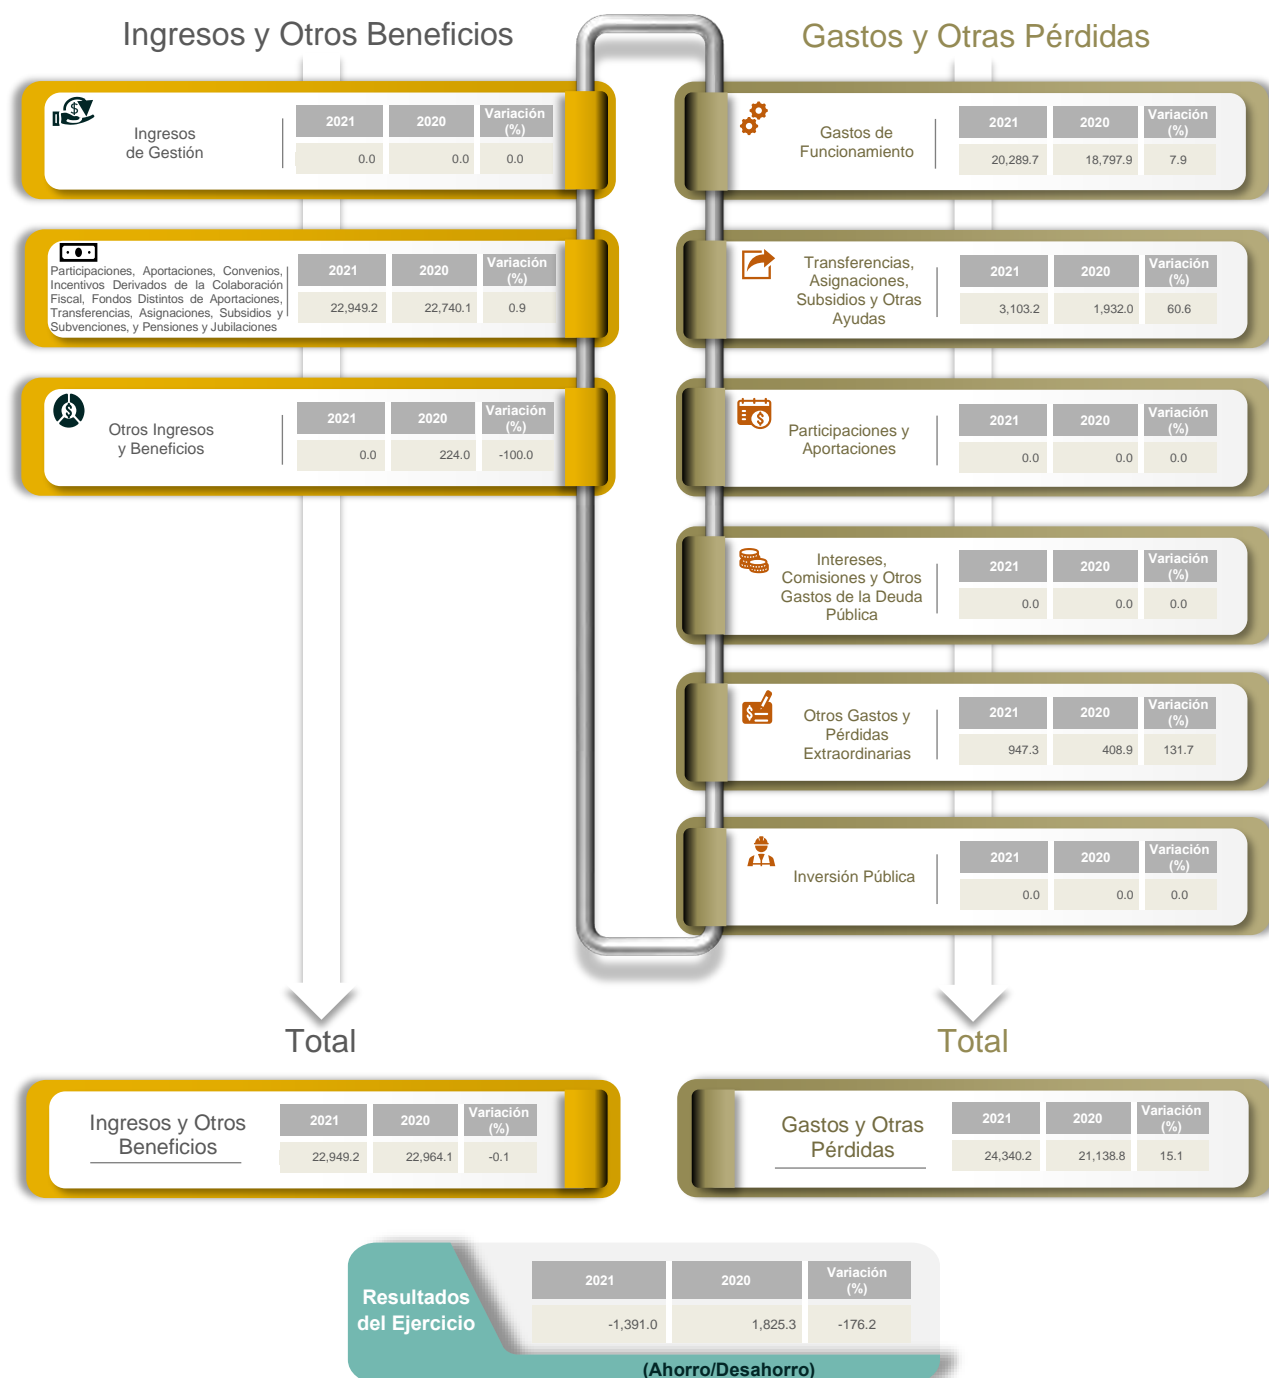 Ingresos y Otros Beneficios
Ingresos
de Gestión
2021 2020 Variación
(%)
0.0 0.0 0.0
Participaciones, Aportaciones, Convenios,
Incentivos Derivados de la Colaboración
Fiscal, Fondos Distintos de Aportaciones,
Transferencias, Asignaciones, Subsidios y
Subvenciones, y Pensiones y Jubilaciones
2021 2020 Variación
(%)
22,949.2 22,740.1 0.9
Otros Ingresos
y Beneficios
2021 2020 Variación
(%)
0.0 224.0 -100.0
Total
Ingresos y Otros
Beneficios
2021 2020 Variación
(%)
22,949.2 22,964.1 -0.1
Gastos y Otras Pérdidas
Gastos de
Funcionamiento
2021 2020 Variación
(%)
20,289.7 18,797.9 7.9
Transferencias,
Asignaciones,
Subsidios y Otras
Ayudas
2021 2020 Variación
(%)
3,103.2 1,932.0 60.6
Participaciones y
Aportaciones
2021 2020 Variación
(%)
0.0 0.0 0.0
Intereses,
Comisiones y Otros
Gastos de la Deuda
Pública
2021 2020 Variación
(%)
0.0 0.0 0.0
Otros Gastos y
Pérdidas
Extraordinarias
2021 2020 Variación
(%)
947.3 408.9 131.7
Inversión Pública
2021 2020 Variación
(%)
0.0 0.0 0.0
Total
Gastos y Otras
Pérdidas
2021 2020 Variación
(%)
24,340.2 21,138.8 15.1
Resultados
del Ejercicio
2021 2020 Variación
(%)
-1,391.0 1,825.3 -176.2
(Ahorro/Desahorro)